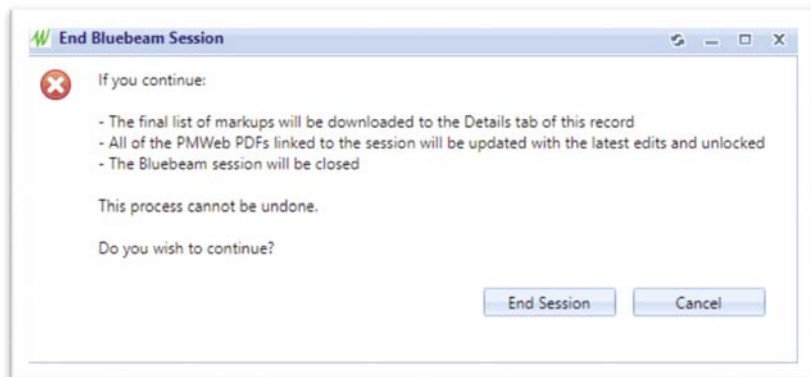 End Bluebeam Session
If you continue:
- The final list of markups will be downloaded to the Details tab of this record
- All of the PMWeb PDFs linked to the session will be updated with the latest edits and unlocked
- The Bluebeam session will be closed
This process cannot be undone.
Do you wish to continue?
End Session Cancel